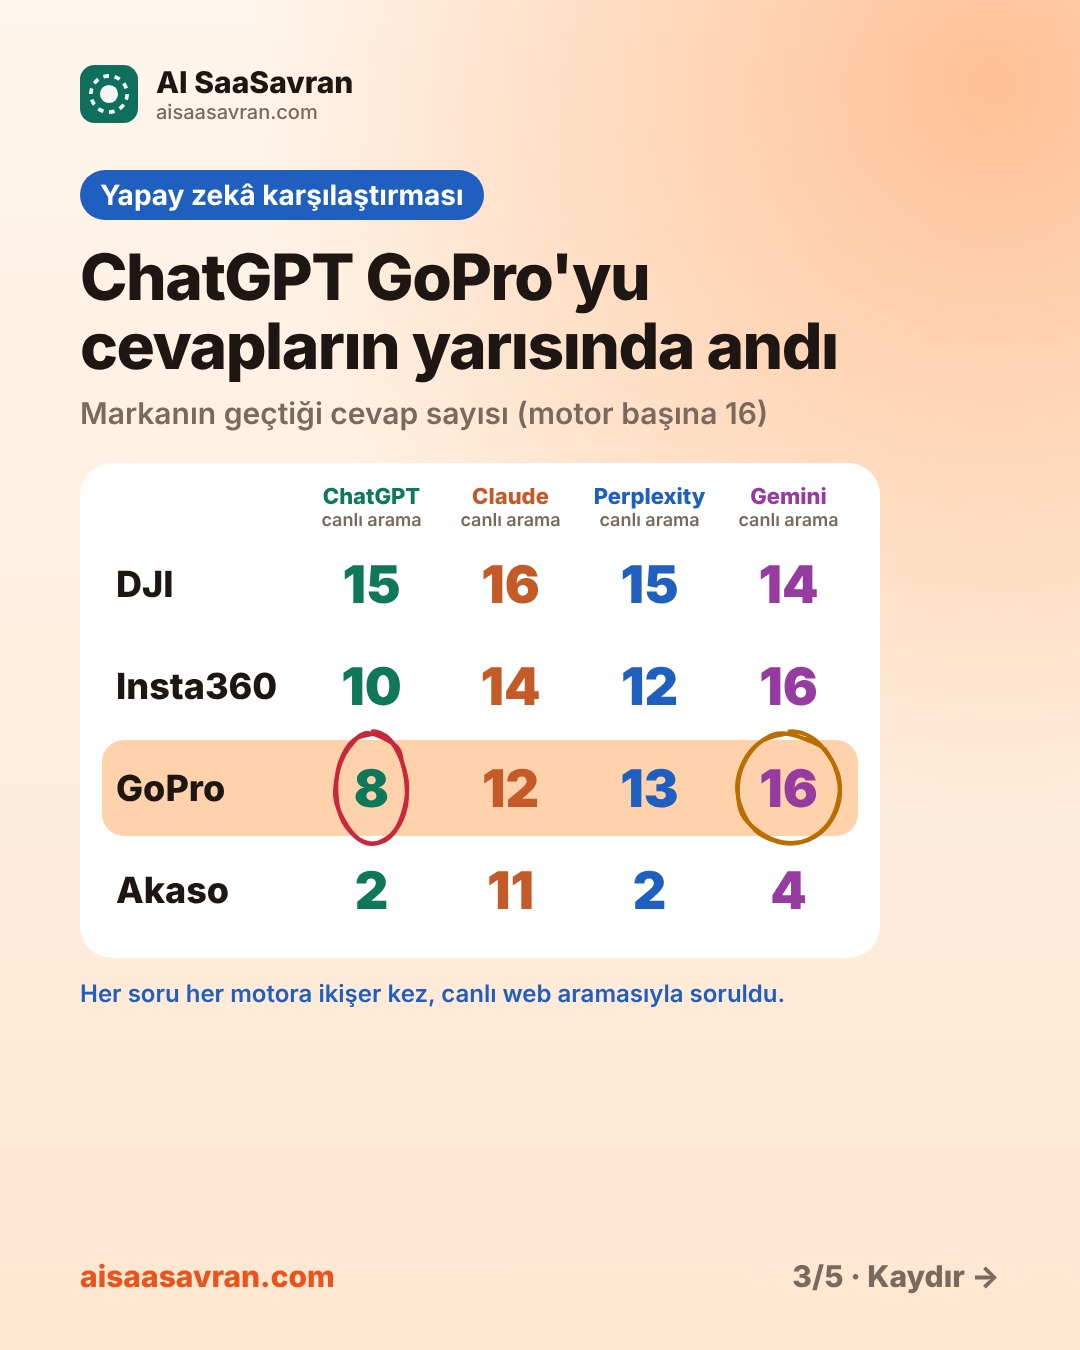 AI SaaSavran
aisaasavran.com
Yapay zekâ karşılaştırması
ChatGPT GoPro'yu
cevapların yarısında andı
Markanın geçtiği cevap sayısı (motor başına 16)
ChatGPT Claude Perplexity Gemini
canlı arama canlı arama canlı arama canlı arama
DJI 15 16 15 14
Insta360 10 14 12 16
GoPro 8 12 13 16
Akaso 2 11 2 4
Her soru her motora ikişer kez, canlı web aramasıyla soruldu.
aisaasavran.com 3/5 · Kaydır →